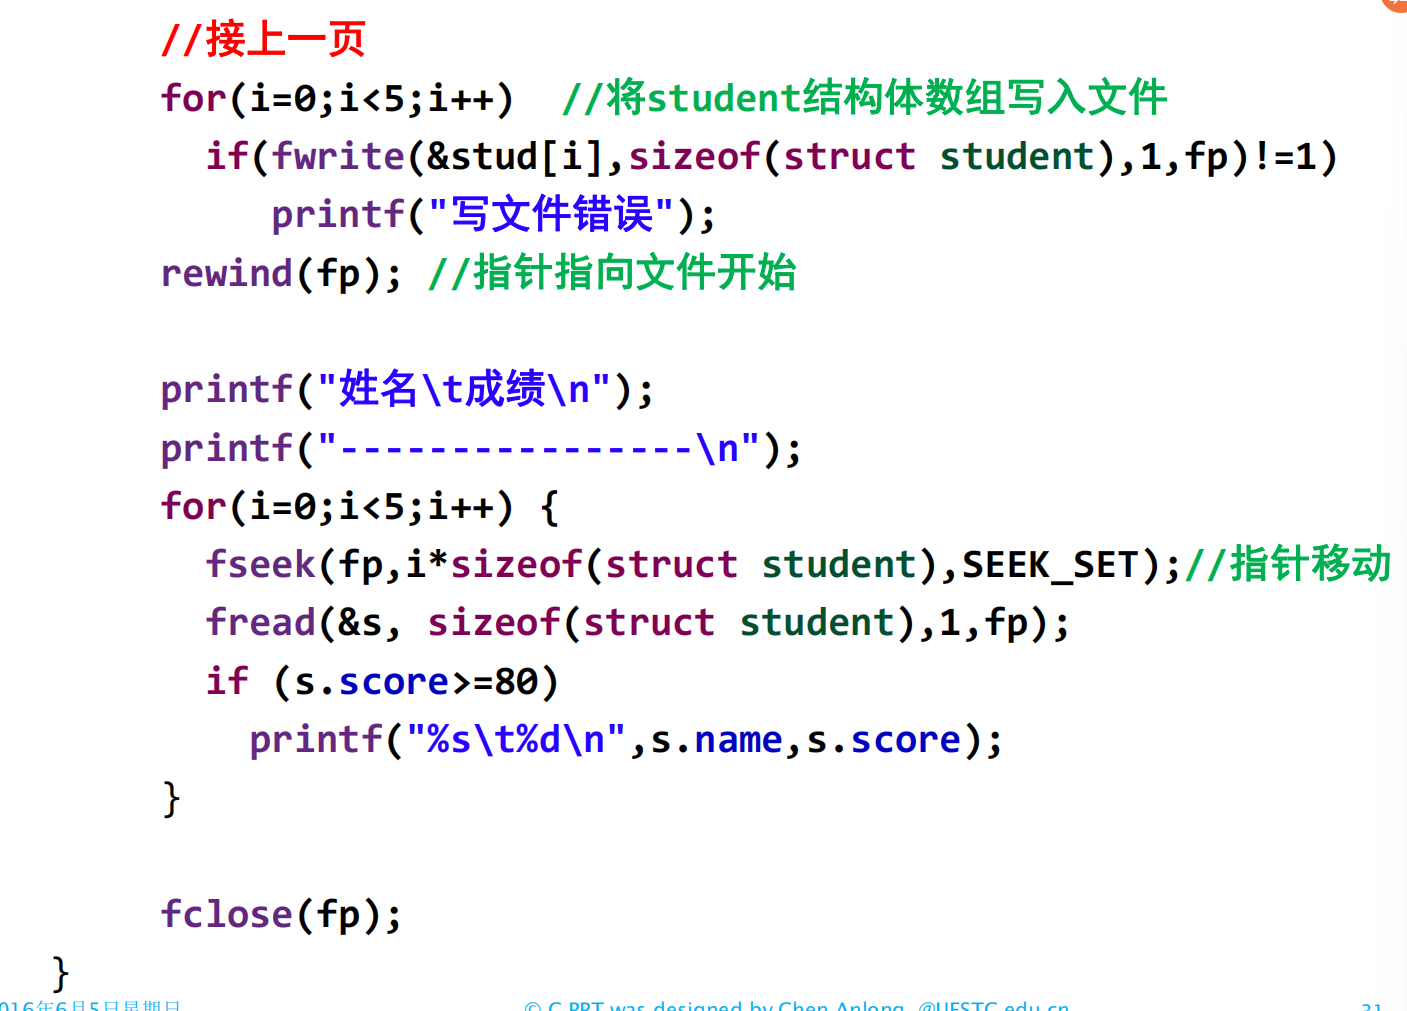 //接上一页
for(i=0;i<5;i++) //将student结构体数组写入文件
if(fwrite(&stud[i],sizeof(struct student),1,fp)!=1)
printf("写文件错误");
rewind(fp); //指针指向文件开始
printf("姓名\t成绩\n");
printf("----------------\n");
for(i=0;i<5;i++) {
fseek(fp,i*sizeof(struct student),SEEK_SET);//指针移动
fread(&s, sizeof(struct student),1,fp);
if (s.score>=80)
printf("%s\t%d\n",s.name,s.score);
}
fclose(fp);
}
016年6月5日星期日 © C PPT was designed by Chen Anlong @UESTC.edu.cn 31